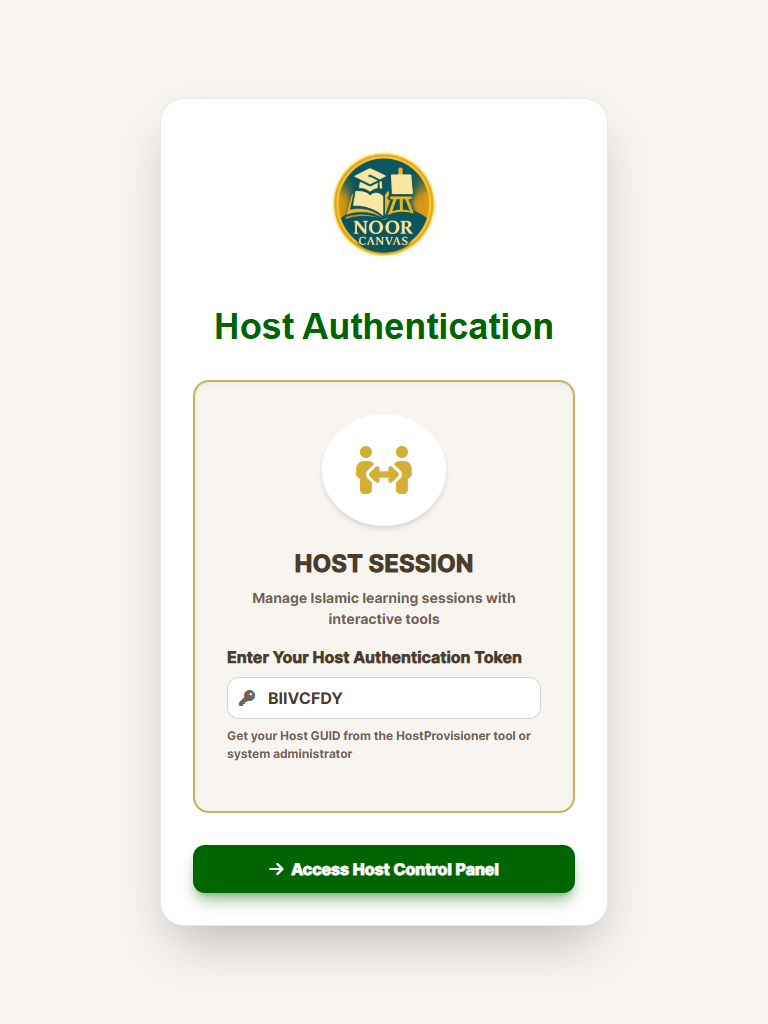 NOOR
CANVAS
Host Authentication
HOST SESSION
Manage Islamic learning sessions with
interactive tools
Enter Your Host Authentication Token
BIIVCFDY
Get your Host GUID from the HostProvisioner tool or
system administrator
Access Host Control Panel